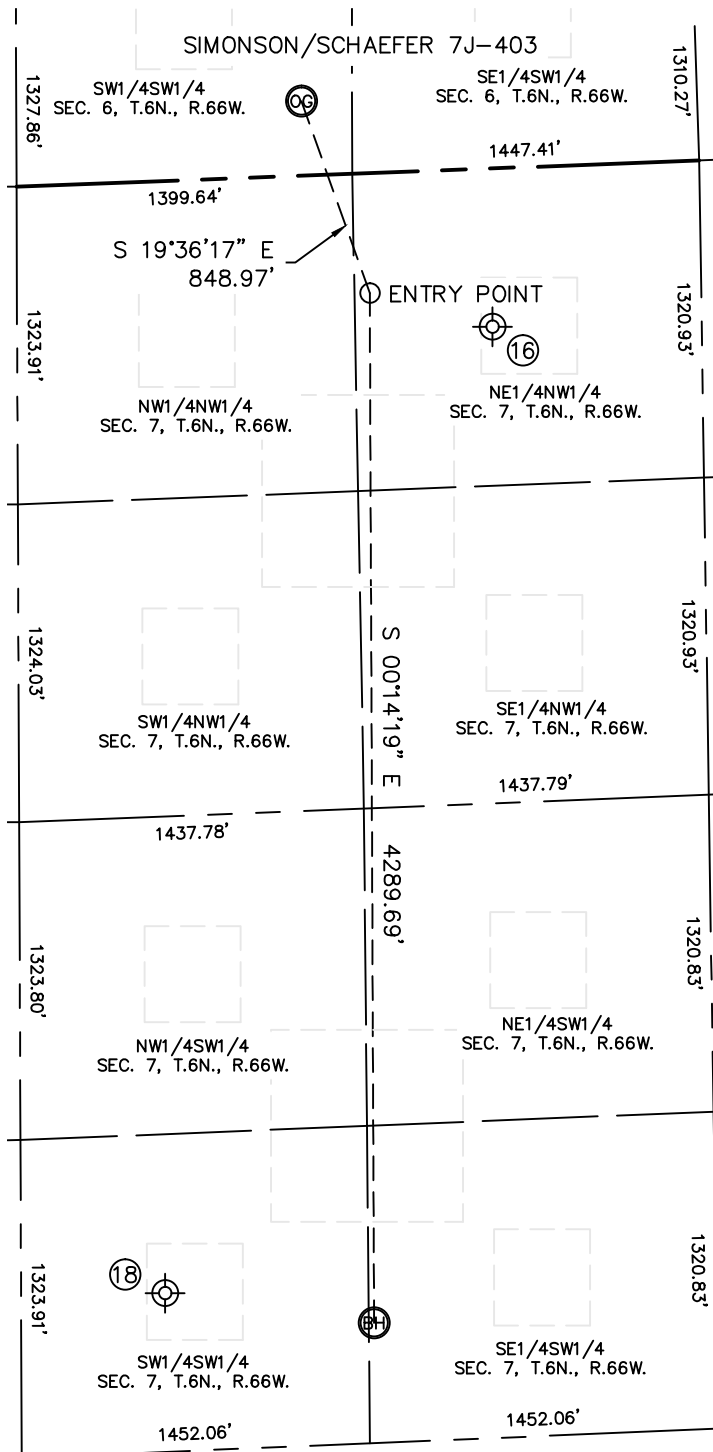 SIMONSON/SCHAEFER 7J-403
1327.86'
SW1/4SW1/4
SEC. 6, T.6N., R.66W.
OG
SE1/4SW1/4
SEC. 6, T.6N., R.66W.
1310.27'
1447.41'
1399.64'
S 19°36'17" E
848.97'
ENTRY POINT
1323.91'
16
1320.93'
NW1/4NW1/4
SEC. 7, T.6N., R.66W.
NE1/4NW1/4
SEC. 7, T.6N., R.66W.
1324.03'
S 00°14'19" E 4289.69'
1320.93'
SW1/4NW1/4
SEC. 7, T.6N., R.66W.
SE1/4NW1/4
SEC. 7, T.6N., R.66W.
1437.79'
1437.78'
1323.80'
1320.83'
NW1/4SW1/4
SEC. 7, T.6N., R.66W.
NE1/4SW1/4
SEC. 7, T.6N., R.66W.
18
1323.91'
1320.83'
BH
SW1/4SW1/4
SEC. 7, T.6N., R.66W.
SE1/4SW1/4
SEC. 7, T.6N., R.66W.
1452.06'
1452.06'